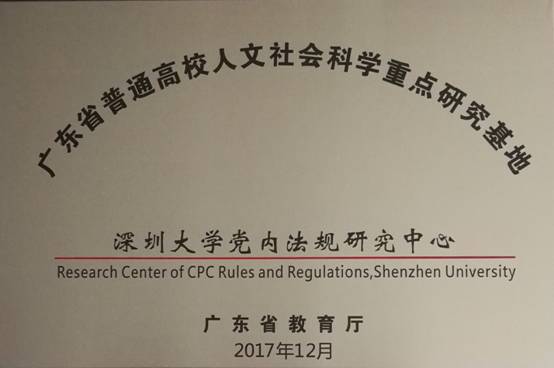 广东省普通高校人文社会科学重点研究基地
深圳大学党内法规研究中心
Research Center of CPC Rules and Regulations,Shenzhen University
广东省教育厅
2017年12月